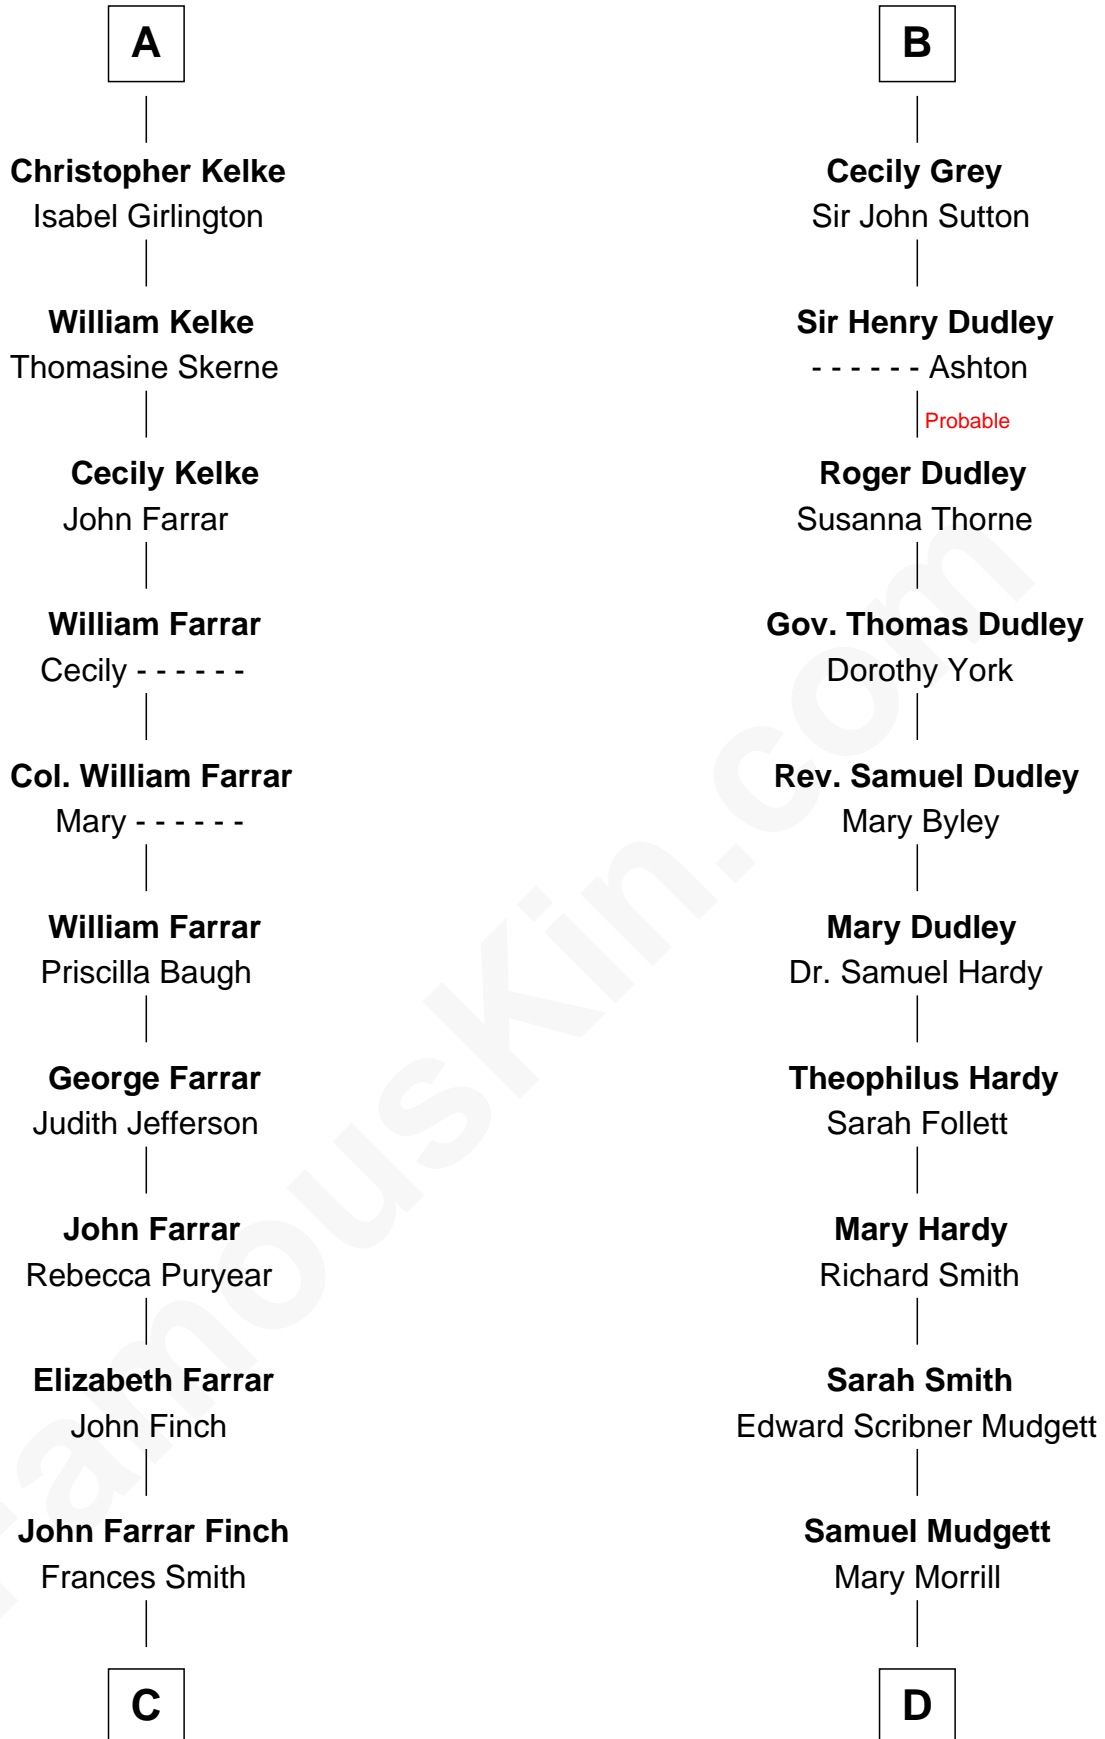 A
Christopher Kelke
Isabel Girlington
William Kelke
Thomasine Skerne
Cecily Kelke
John Farrar
William Farrar
Cecily - - - - - -
Col. William Farrar
Mary - - - - - -
William Farrar
Priscilla Baugh
George Farrar
Judith Jefferson
John Farrar
Rebecca Puryear
Elizabeth Farrar
John Finch
John Farrar Finch
Frances Smith
C
B
Cecily Grey
Sir John Sutton
Sir Henry Dudley
- - - - - - Ashton
Probable
Roger Dudley
Susanna Thorne
Gov. Thomas Dudley
Dorothy York
Rev. Samuel Dudley
Mary Byley
Mary Dudley
Dr. Samuel Hardy
Theophilus Hardy
Sarah Follett
Mary Hardy
Richard Smith
Sarah Smith
Edward Scribner Mudgett
Samuel Mudgett
Mary Morrill
D
FamousKin.com